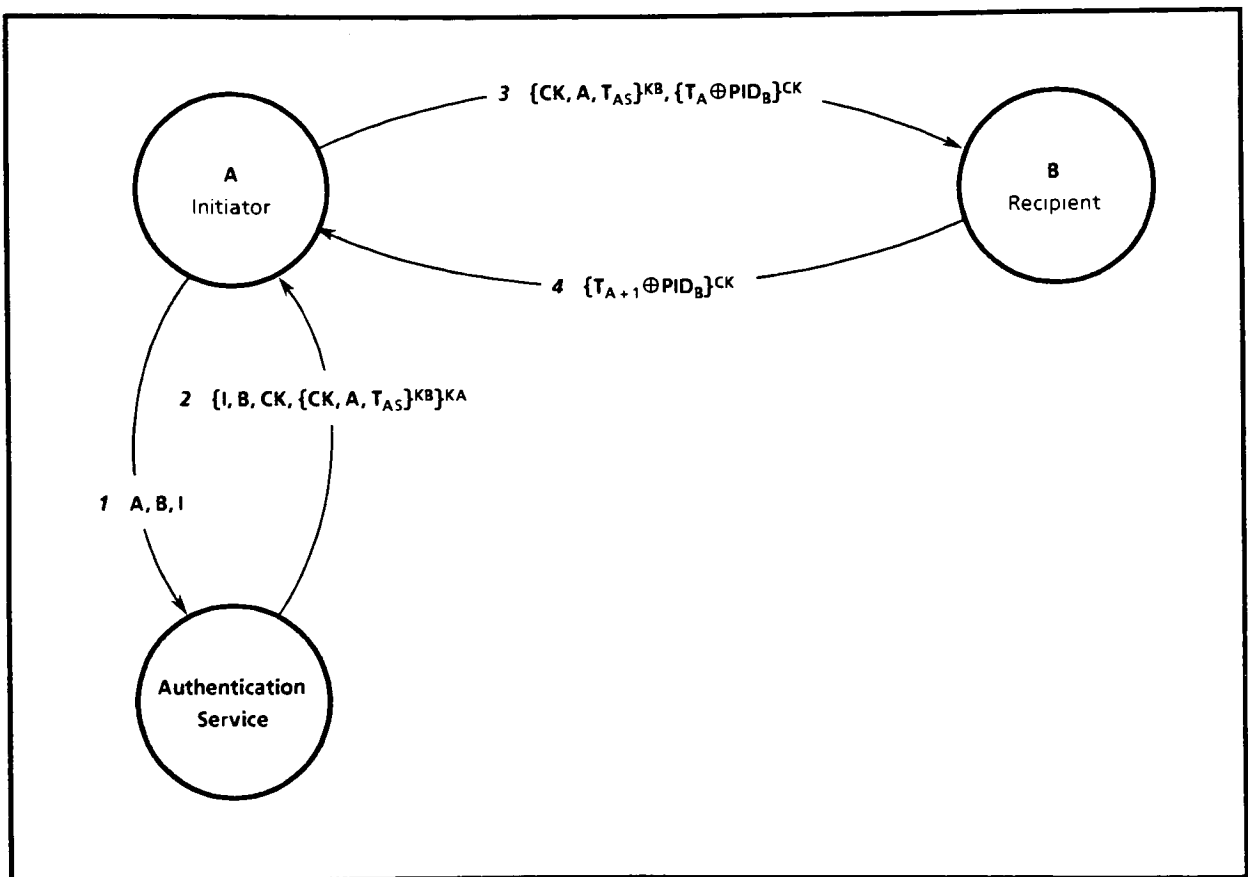 3 {CK, A, T_AS}^KB, {T_A⊕PID_B}^CK
A
Initiator
B
Recipient
4 {T_A+1⊕PID_B}^CK
2 {I, B, CK, {CK, A, T_AS}^KB}^KA
1 A, B, I
Authentication
Service